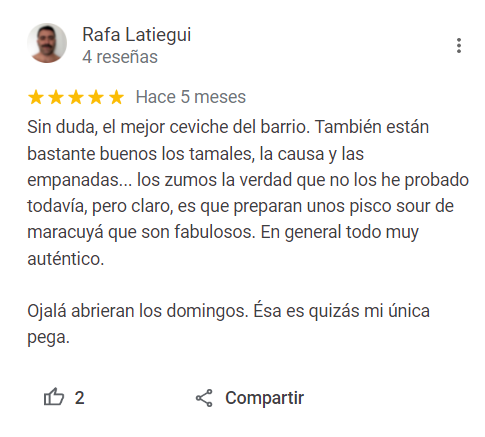 Rafa Latiegui
4 reseñas
Hace 5 meses
Sin duda, el mejor ceviche del barrio. También están
bastante buenos los tamales, la causa y las
empanadas... los zumos la verdad que no los he probado
todavía, pero claro, es que preparan unos pisco sour de
maracuyá que son fabulosos. En general todo muy
auténtico.
Ojalá abrieran los domingos. Ésa es quizás mi única
pega.
2
Compartir